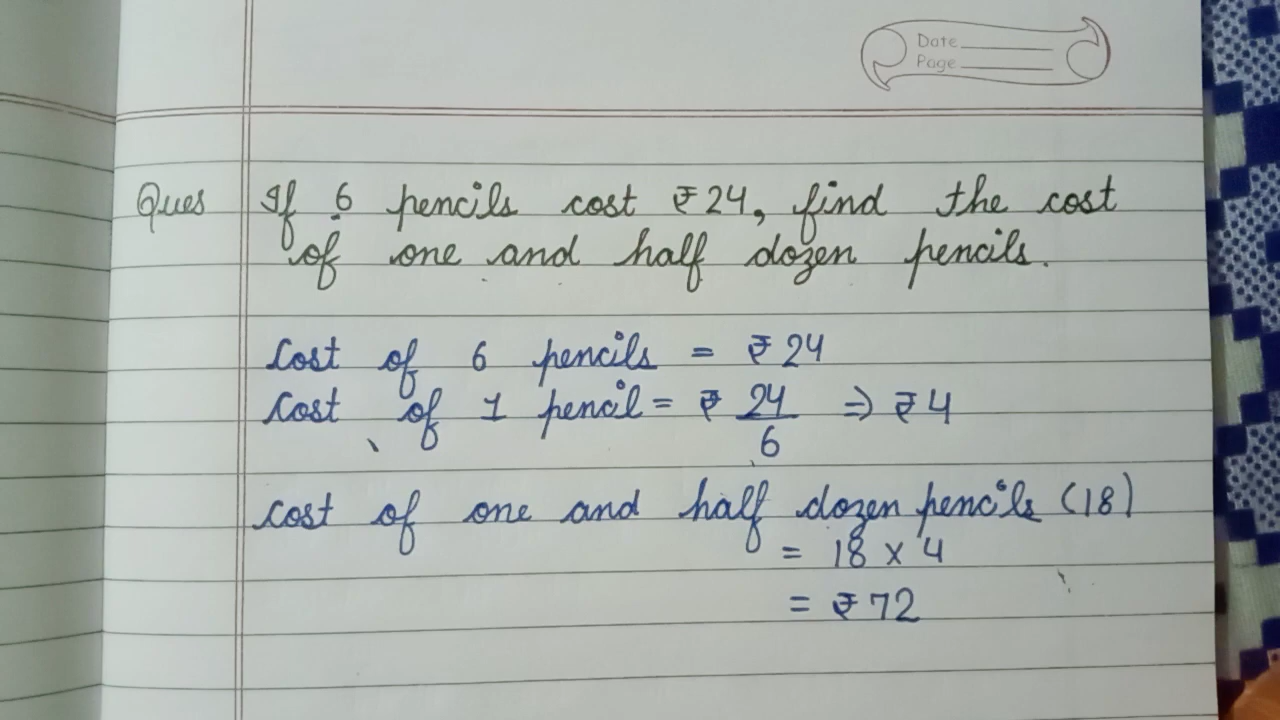 Date
Page
Ques If 6 pencils cost ₹24, find the cost
of one and half dozen pencils.
Cost of 6 pencils = ₹24
Cost of 1 pencil = ₹ 24/6 ⇒ ₹4
cost of one and half dozen pencils (18)
= 18 × 4
= ₹72